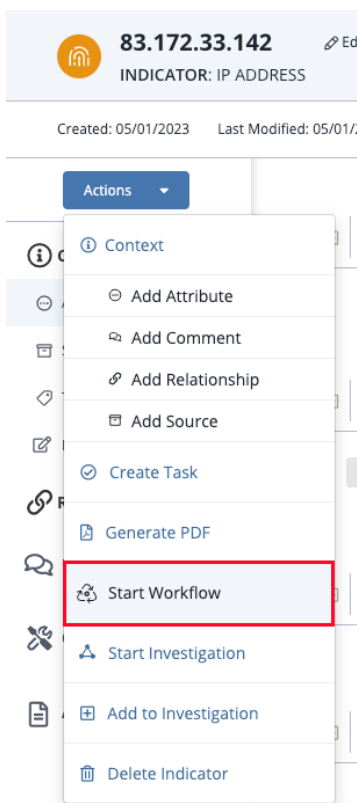 83.172.33.142
Ed
INDICATOR: IP ADDRESS
Created: 05/01/2023 Last Modified: 05/01/
Actions
Context
Add Attribute
Add Comment
Add Relationship
Add Source
Create Task
Generate PDF
Start Workflow
Start Investigation
Add to Investigation
Delete Indicator